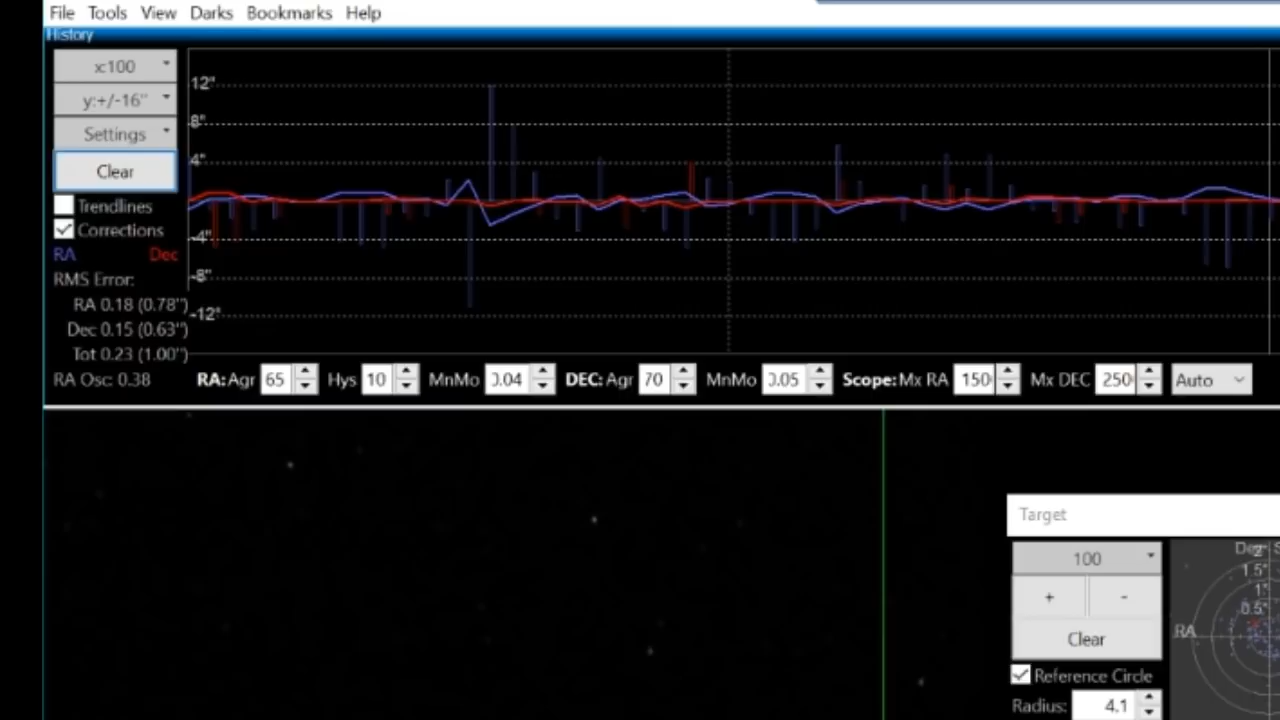 File Tools View Darks Bookmarks Help
History
x:100
y:+/-16"
Settings
Clear
Trendlines
Corrections
RA Dec
RMS Error:
RA 0.18 (0.78")
Dec 0.15 (0.63")
Tot 0.23 (1.00")
RA Osc: 0.38
12"
8"
4"
-4"
-8"
-12"
RA: Agr 65 Hys 10 MnMo 0.04 DEC: Agr 70 MnMo 0.05 Scope: Mx RA 150 Mx DEC 250 Auto
Target
100
+ -
Clear
Reference Circle
Radius: 4.1
2"
1.5"
1"
0.5"
RA